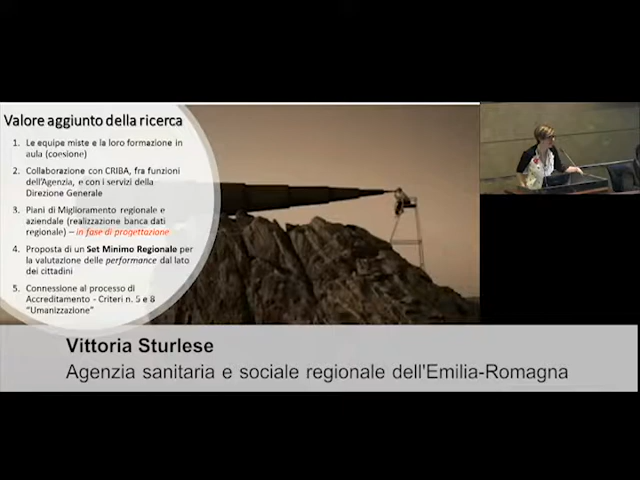 Valore aggiunto della ricerca
1. Le equipe miste e la loro formazione in
aula (coesione)
2. Collaborazione con CRIBA, fra funzioni
dell'Agenzia, e con i servizi della
Direzione Generale
3. Piani di Miglioramento regionale e
aziendale (realizzazione banca dati
regionale) – in fase di progettazione
4. Proposta di un Set Minimo Regionale per
la valutazione delle performance dal lato
dei cittadini
5. Connessione al processo di
Accreditamento - Criteri n. 5 e 8
"Umanizzazione"
Vittoria Sturlese
Agenzia sanitaria e sociale regionale dell'Emilia-Romagna